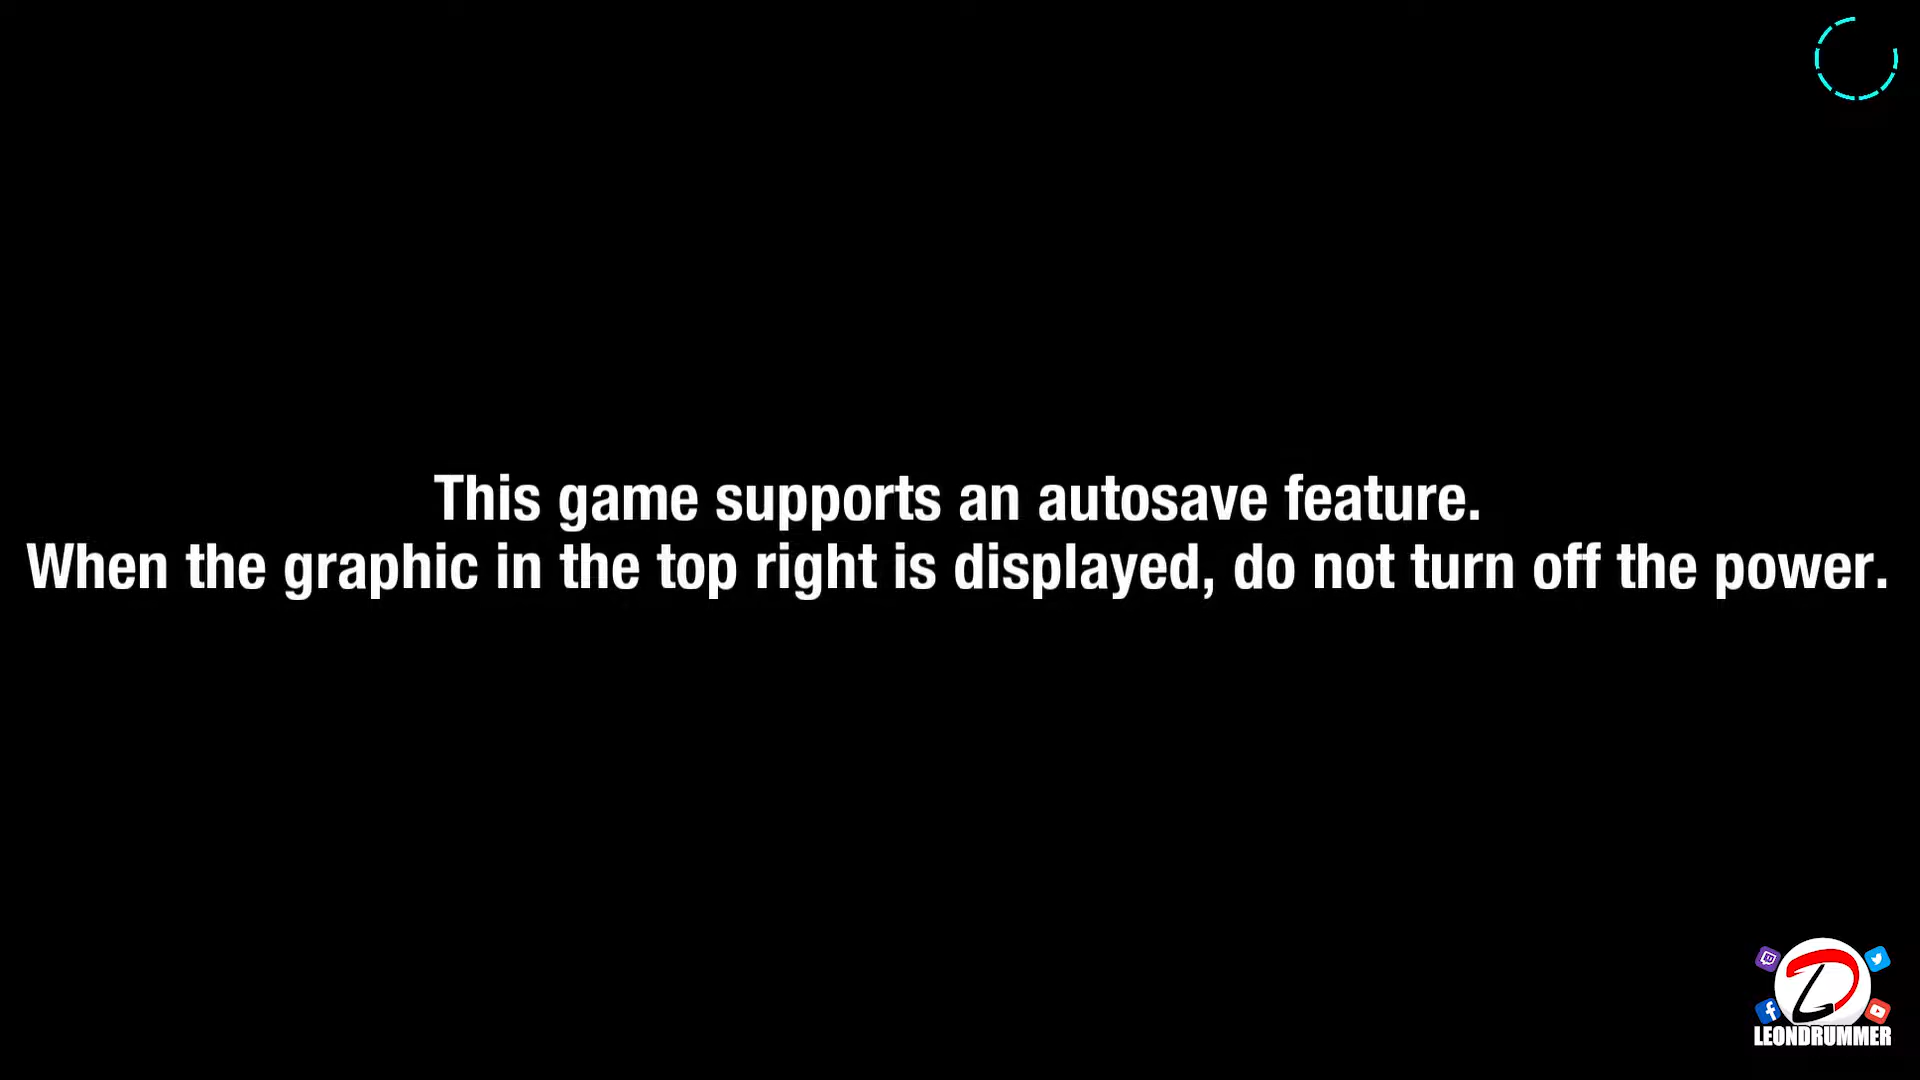 This game supports an autosave feature.
When the graphic in the top right is displayed, do not turn off the power.
LEONDRUMMER